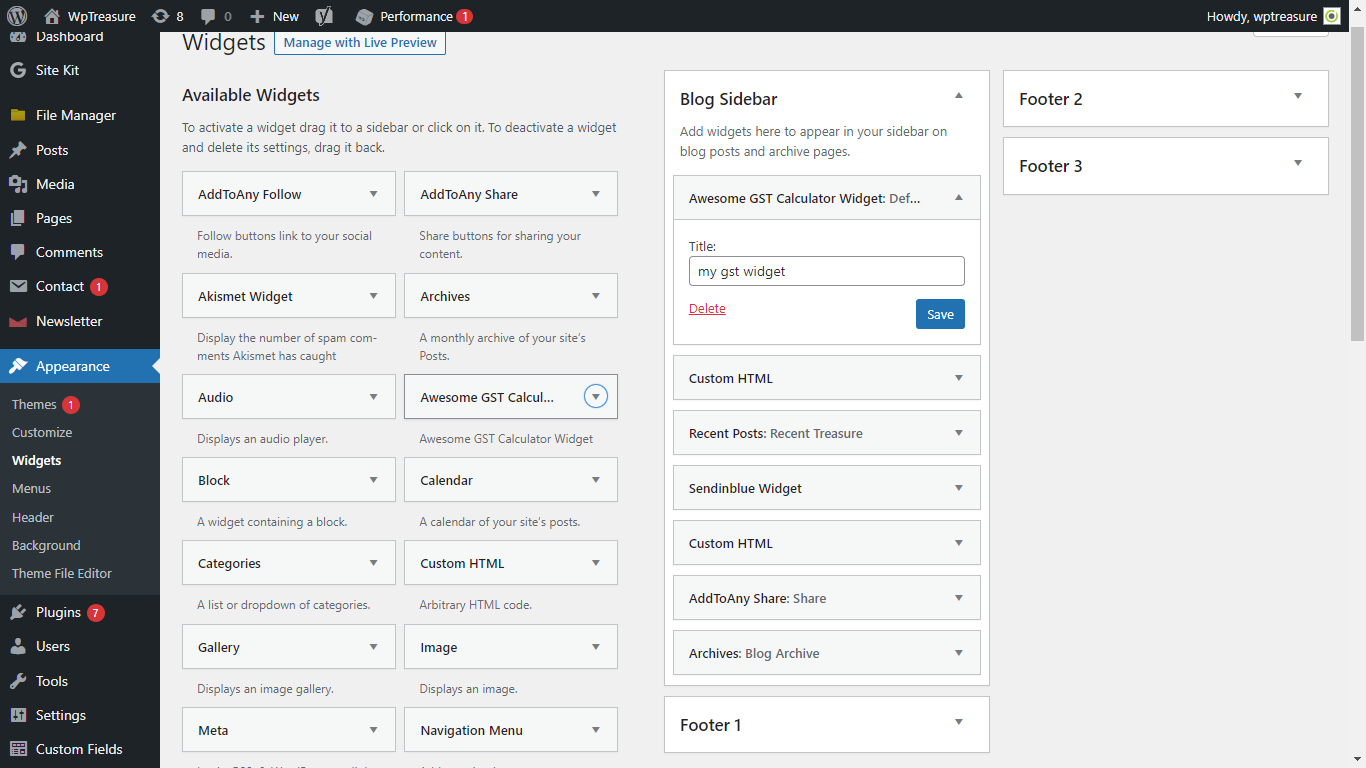 WpTreasure
8
0
New
Performance 1
Howdy, wptreasure
Dashboard
Site Kit
File Manager
Posts
Media
Pages
Comments
Contact 1
Newsletter
Appearance
Themes 1
Customize
Widgets
Menus
Header
Background
Theme File Editor
Plugins 7
Users
Tools
Settings
Custom Fields
Widgets
Manage with Live Preview
Available Widgets
To activate a widget drag it to a sidebar or click on it. To deactivate a widget
and delete its settings, drag it back.
AddToAny Follow
Follow buttons link to your social
media.
AddToAny Share
Share buttons for sharing your
content.
Akismet Widget
Display the number of spam com-
ments Akismet has caught
Archives
A monthly archive of your site's
Posts.
Audio
Displays an audio player.
Awesome GST Calcul...
Awesome GST Calculator Widget
Block
A widget containing a block.
Calendar
A calendar of your site's posts.
Categories
A list or dropdown of categories.
Custom HTML
Arbitrary HTML code.
Gallery
Displays an image gallery.
Image
Displays an image.
Meta
Navigation Menu
Blog Sidebar
Add widgets here to appear in your sidebar on
blog posts and archive pages.
Awesome GST Calculator Widget: Def...
Title:
my gst widget
Delete
Save
Custom HTML
Recent Posts: Recent Treasure
Sendinblue Widget
Custom HTML
AddToAny Share: Share
Archives: Blog Archive
Footer 1
Footer 2
Footer 3